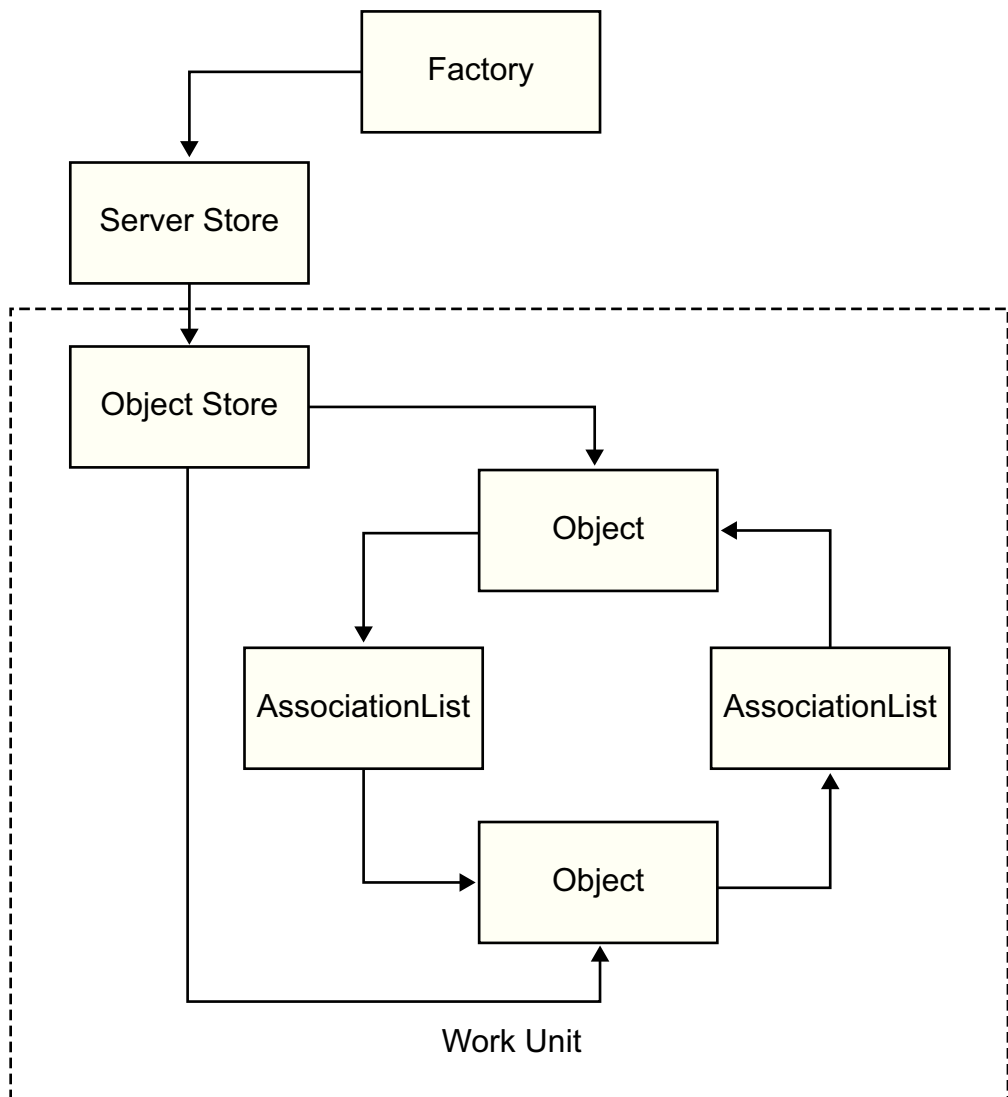 Factory
Server Store
Object Store
Object
AssociationList
AssociationList
Object
Work Unit